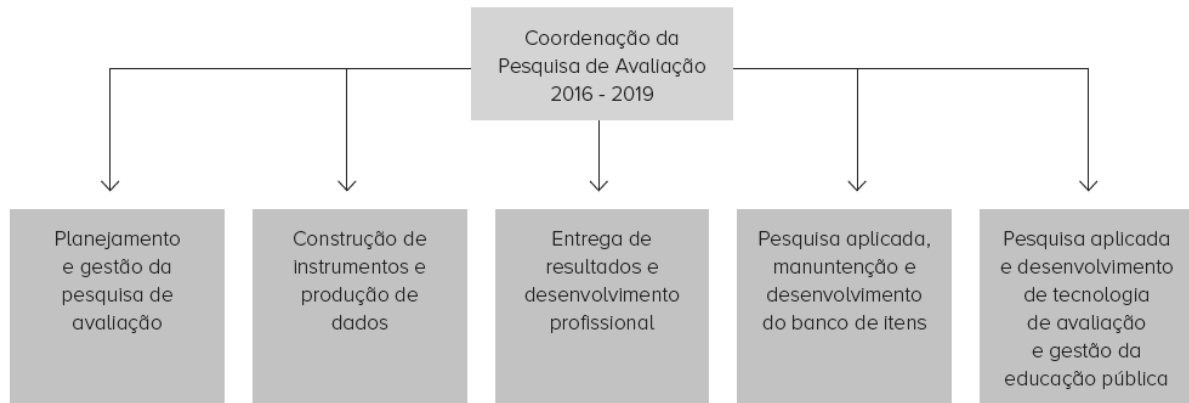 Coordenação da
Pesquisa de Avaliação
2016 - 2019
Planejamento
e gestão da
pesquisa de
avaliação
Construção de
instrumentos e
produção de
dados
Entrega de
resultados e
desenvolvimento
profissional
Pesquisa aplicada,
manuntenção e
desenvolvimento
do banco de itens
Pesquisa aplicada
e desenvolvimento
de tecnologia
de avaliação
e gestão da
educação pública